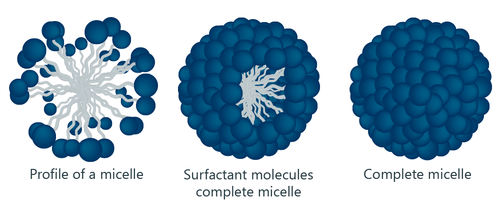 Profile of a micelle
Surfactant molecules
complete micelle
Complete micelle